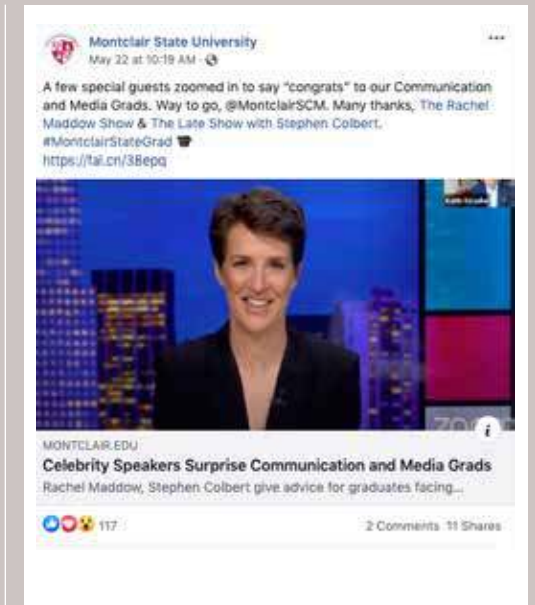 Montclair State University
May 22 at 10:19 AM ·
A few special guests zoomed in to say "congrats" to our Communication
and Media Grads. Way to go, @MontclairSCM. Many thanks, The Rachel
Maddow Show & The Late Show with Stephen Colbert.
#MontclairStateGrad
https://fal.cn/38epq
zoom
i
MONTCLAIR.EDU
Celebrity Speakers Surprise Communication and Media Grads
Rachel Maddow, Stephen Colbert give advice for graduates facing...
117
2 Comments 11 Shares